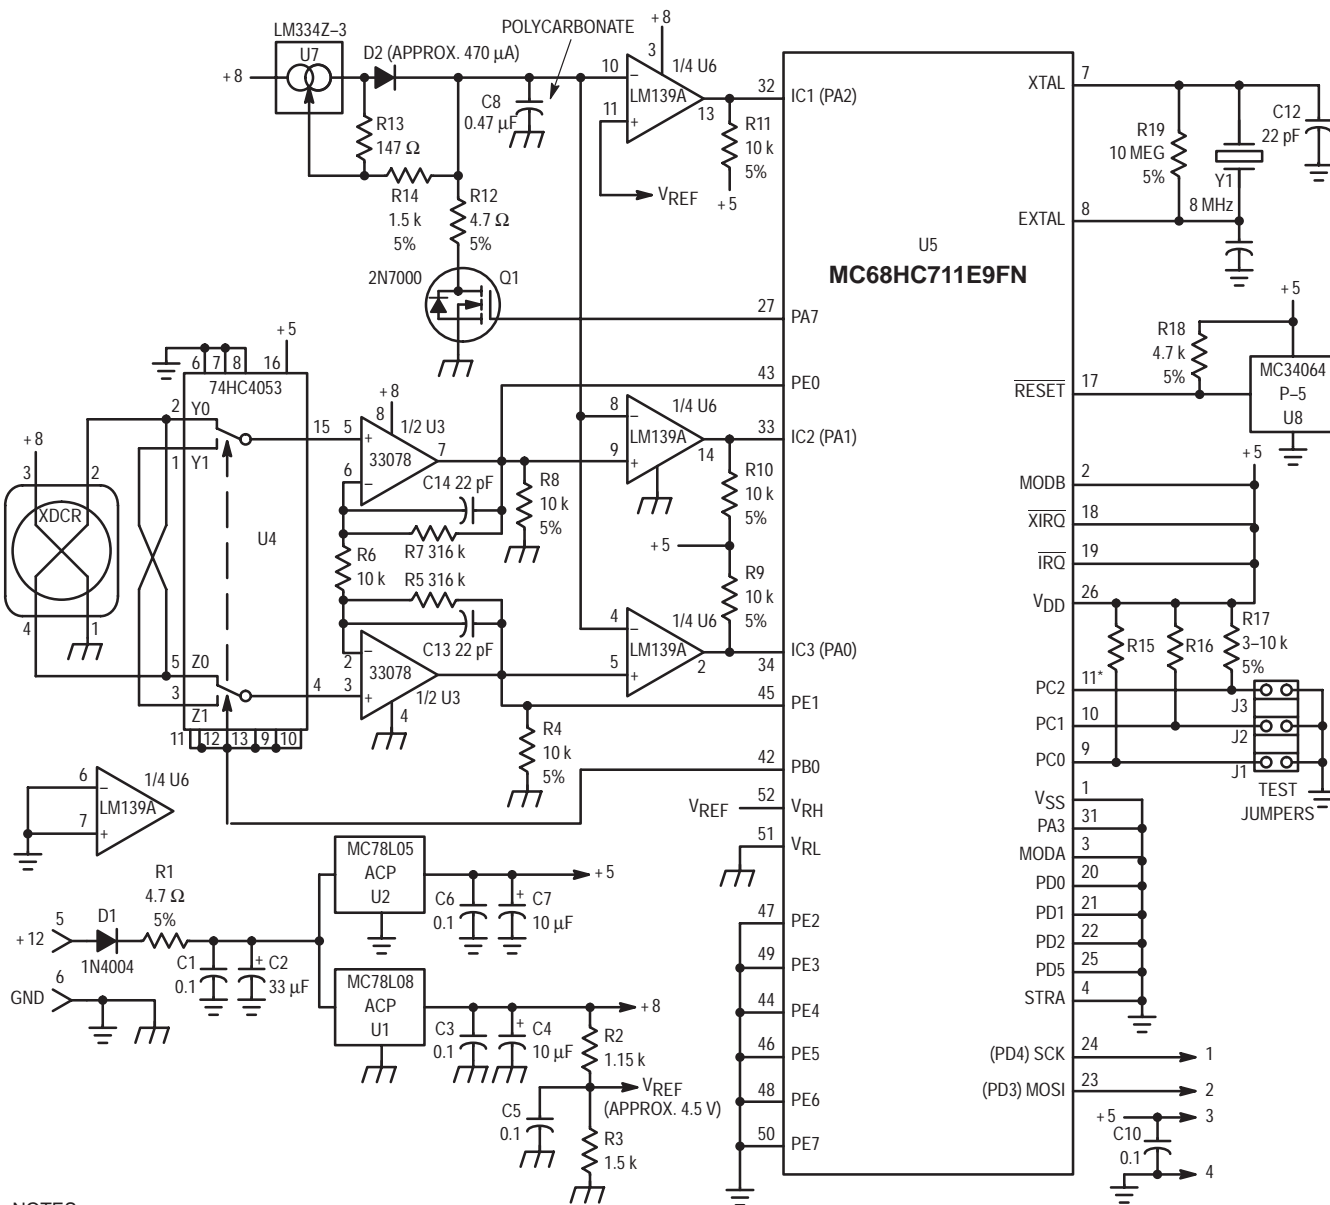 LM334Z–3
U7
+8
D2 (APPROX. 470 µA)
R13
147 Ω
R14
1.5 k
5%
R12
4.7 Ω
5%
POLYCARBONATE
C8
0.47 µF
+8
3
10
11
1/4 U6
LM139A
–
+
13
VREF
R11
10 k
5%
+5
32
IC1 (PA2)
2N7000
Q1
27
PA7
43
PE0
+5
6
7
8
16
74HC4053
2
Y0
1
Y1
15
U4
5
Z0
3
Z1
4
11
12
13
9
10
+8
3
2
XDCR
4
1
+8
8
1/2 U3
5
+
33078
7
6
–
C14 22 pF
R7 316 k
R6
10 k
R5 316 k
C13 22 pF
2
–
33078
3
+
1/2 U3
4
R8
10 k
5%
R4
10 k
5%
8
–
1/4 U6
LM139A
9
+
14
33
IC2 (PA1)
R10
10 k
5%
+5
R9
10 k
5%
4
–
1/4 U6
LM139A
5
+
2
IC3 (PA0)
34
45
PE1
42
PB0
VREF
52
VRH
51
VRL
47
PE2
49
PE3
44
PE4
46
PE5
48
PE6
50
PE7
U5
MC68HC711E9FN
XTAL
7
R19
10 MEG
5%
Y1
8 MHz
C12
22 pF
EXTAL
8
+5
R18
4.7 k
5%
RESET
17
MC34064
P–5
U8
+5
MODB
2
XIRQ
18
IRQ
19
VDD
26
R15
R16
R17
3–10 k
5%
PC2
11*
J3
PC1
10
J2
PC0
9
J1
TEST
JUMPERS
VSS
1
PA3
31
MODA
3
PD0
20
PD1
21
PD2
22
PD5
25
STRA
4
(PD4) SCK
24
1
(PD3) MOSI
23
2
+5
3
C10
0.1
4
6
–
1/4 U6
LM139A
7
+
R1
4.7 Ω
5%
5
+12
D1
1N4004
6
GND
C1
0.1
+
C2
33 µF
MC78L05
ACP
U2
C6
0.1
+
C7
10 µF
+5
MC78L08
ACP
U1
C3
0.1
+
C4
10 µF
+8
R2
1.15 k
VREF
(APPROX. 4.5 V)
C5
0.1
R3
1.5 k